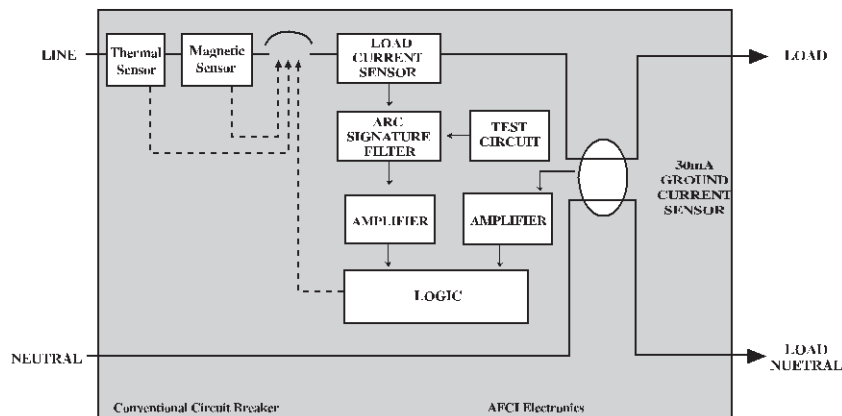 LINE
Thermal
Sensor
Magnetic
Sensor
LOAD
CURRENT
SENSOR
LOAD
ARC
SIGNATURE
FILTER
TEST
CIRCUIT
30mA
GROUND
CURRENT
SENSOR
AMPLIFIER
AMPLIFIER
LOGIC
NEUTRAL
LOAD
NUETRAL
Conventional Circuit Breaker
AFCI Electronics